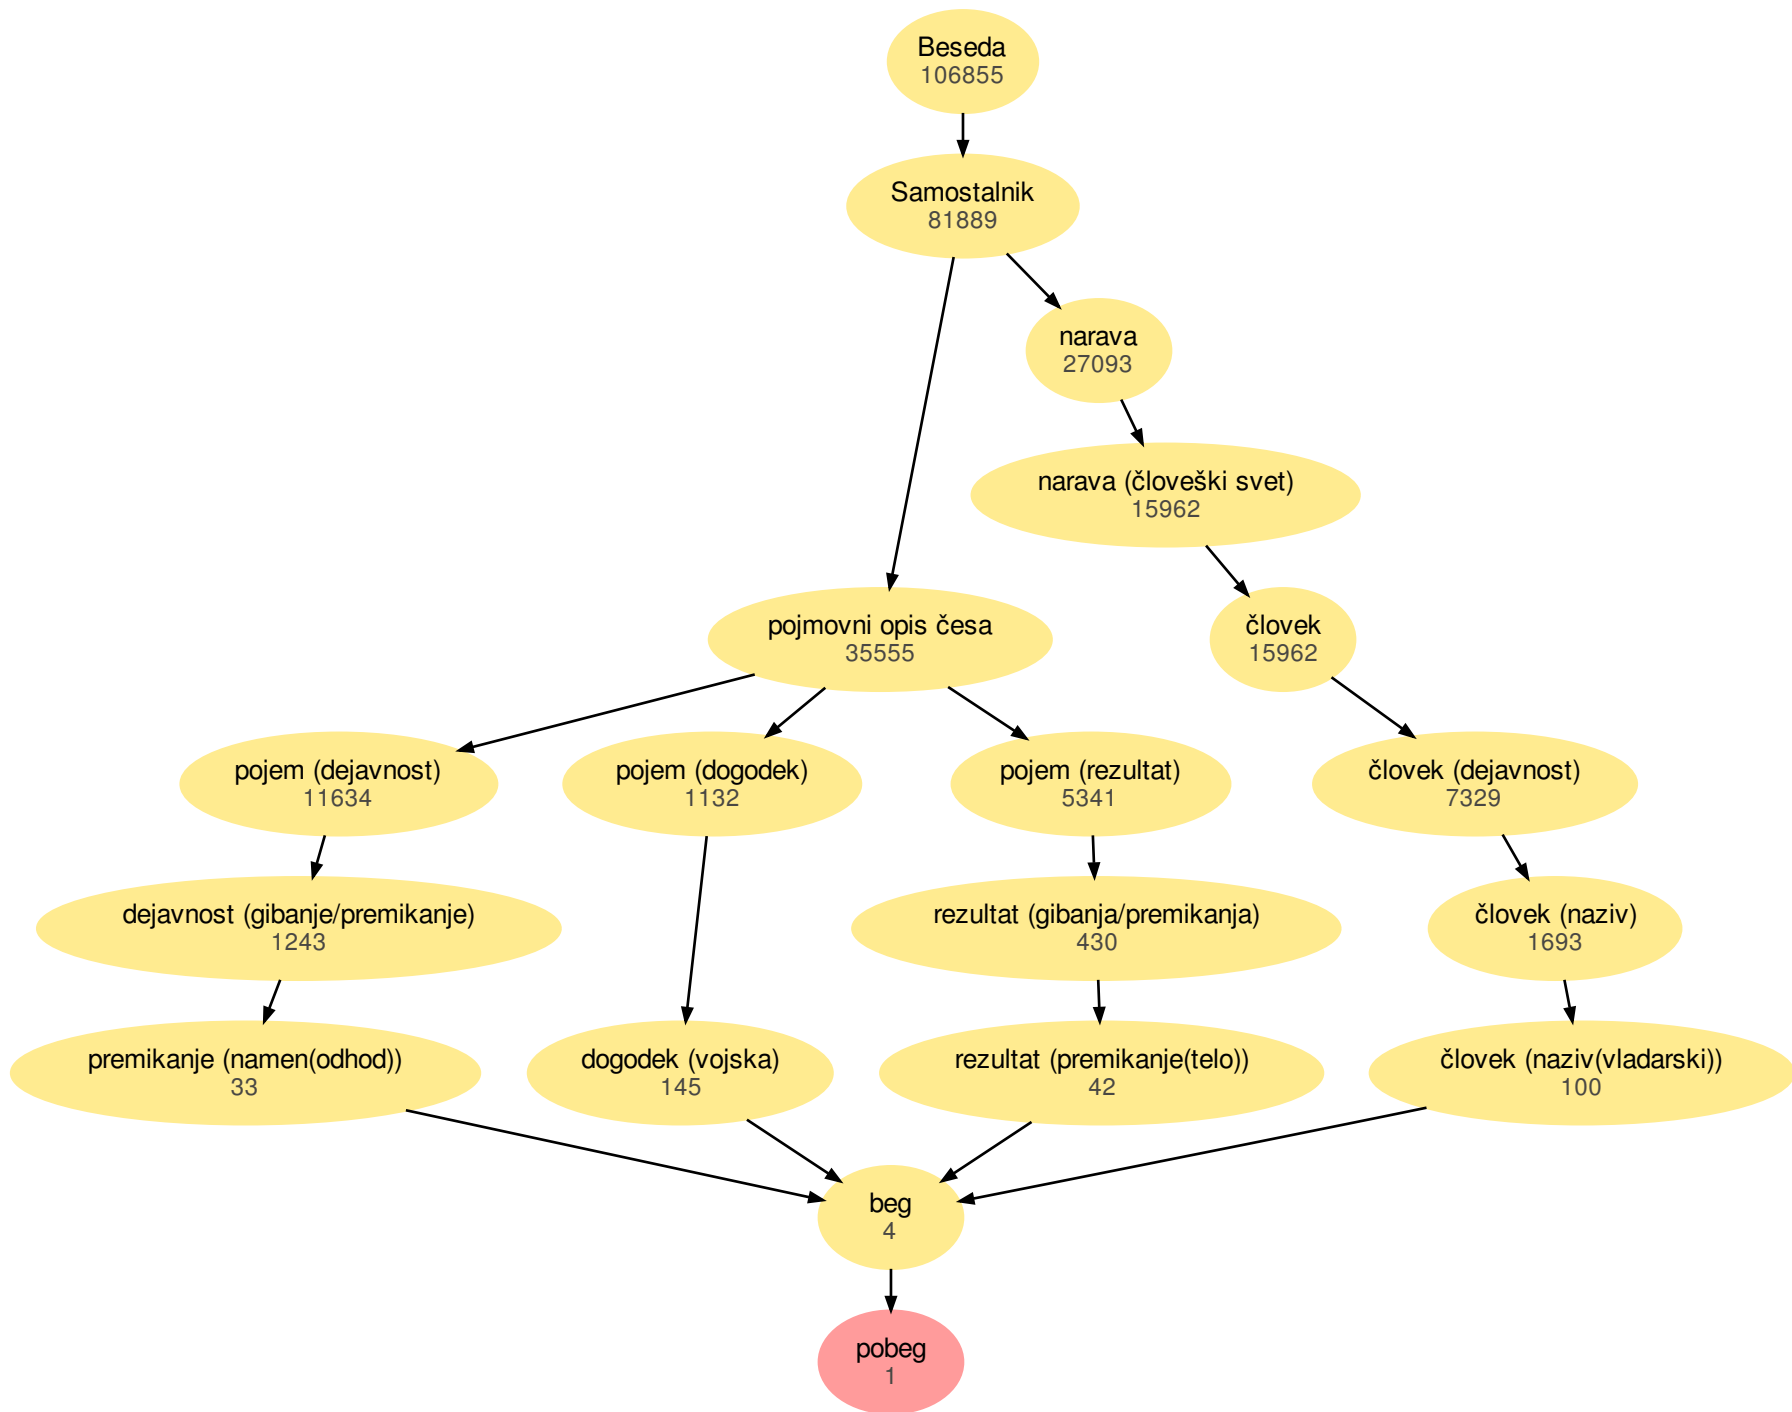 Beseda
106855
Samostalnik
81889
narava
27093
narava (človeški svet)
15962
pojmovni opis česa
35555
človek
15962
pojem (dejavnost)
11634
pojem (dogodek)
1132
pojem (rezultat)
5341
človek (dejavnost)
7329
dejavnost (gibanje/premikanje)
1243
rezultat (gibanja/premikanja)
430
človek (naziv)
1693
premikanje (namen(odhod))
33
dogodek (vojska)
145
rezultat (premikanje(telo))
42
človek (naziv(vladarski))
100
beg
4
pobeg
1